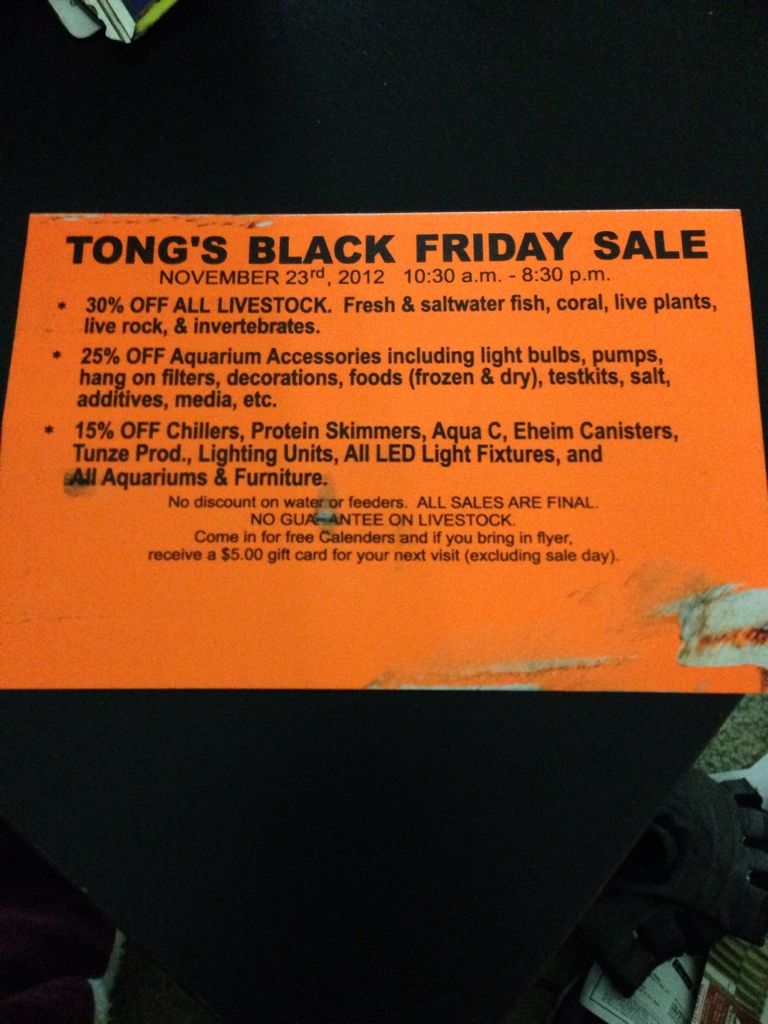 TONG'S BLACK FRIDAY SALE
NOVEMBER 23rd, 2012 10:30 a.m. - 8:30 p.m.
* 30% OFF ALL LIVESTOCK. Fresh & saltwater fish, coral, live plants,
live rock, & invertebrates.
* 25% OFF Aquarium Accessories including light bulbs, pumps,
hang on filters, decorations, foods (frozen & dry), testkits, salt,
additives, media, etc.
* 15% OFF Chillers, Protein Skimmers, Aqua C, Eheim Canisters,
Tunze Prod., Lighting Units, All LED Light Fixtures, and
All Aquariums & Furniture.
No discount on water or feeders. ALL SALES ARE FINAL.
NO GUARANTEE ON LIVESTOCK.
Come in for free Calenders and if you bring in flyer,
receive a $5.00 gift card for your next visit (excluding sale day).